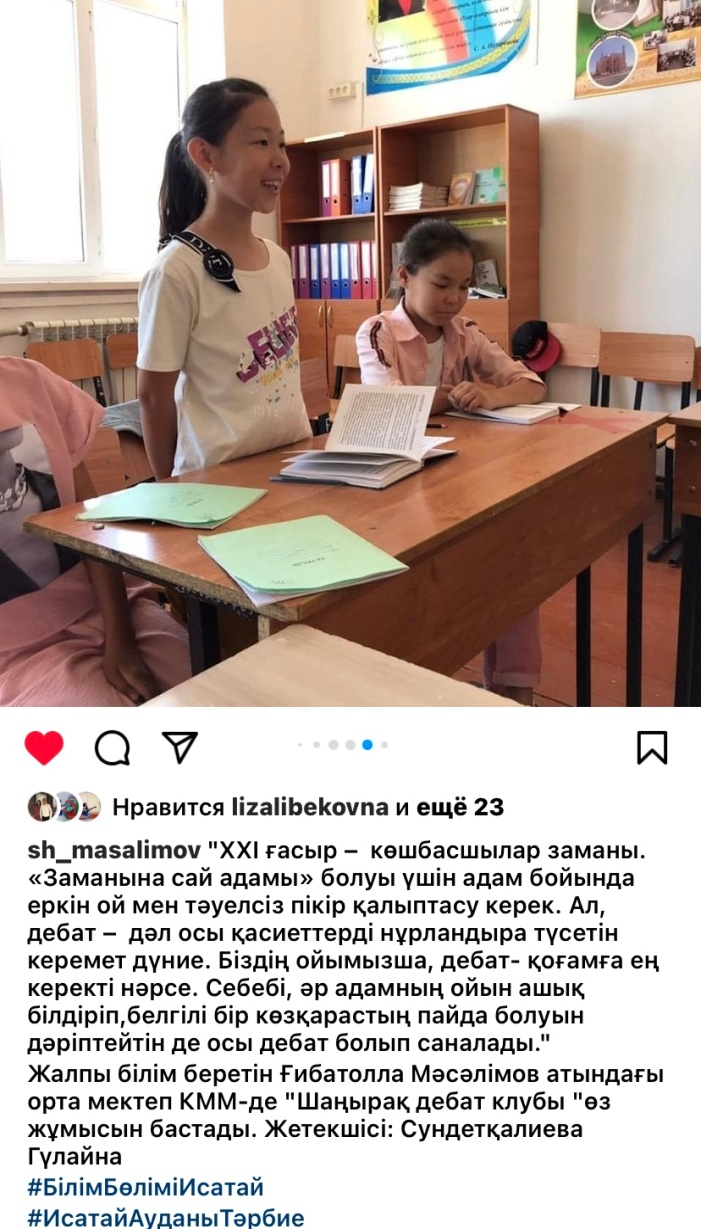 С. А. Назарбаева
Нравится lizalibekovna и ещё 23
sh_masalimov "XXI ғасыр – көшбасшылар заманы.
«Заманына сай адамы» болуы үшін адам бойында
еркін ой мен тәуелсіз пікір қалыптасу керек. Ал,
дебат – дәл осы қасиеттерді нұрландыра түсетін
керемет дүние. Біздің ойымызша, дебат- қоғамға ең
керекті нәрсе. Себебі, әр адамның ойын ашық
білдіріп,белгілі бір көзқарастың пайда болуын
дәріптейтін де осы дебат болып саналады."
Жалпы білім беретін Ғибатолла Мәсәлімов атындағы
орта мектеп КММ-де "Шаңырақ дебат клубы "өз
жұмысын бастады. Жетекшісі: Сундетқалиева
Гүлайна
#БілімБөліміИсатай
#ИсатайАуданыТәрбие